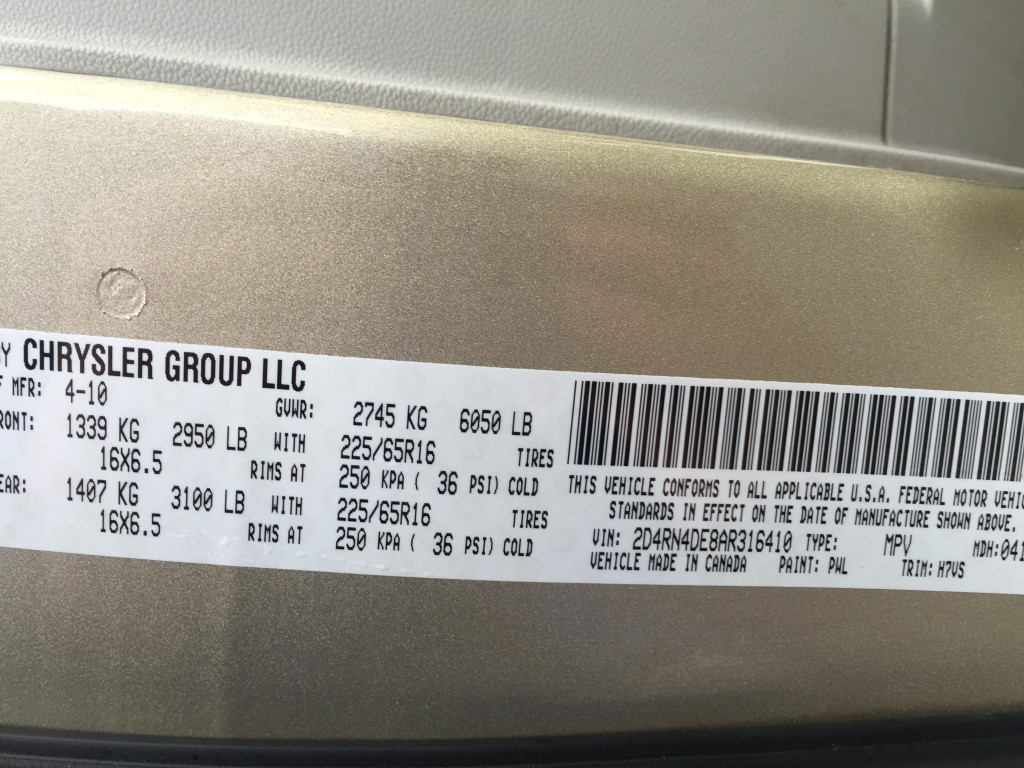 CHRYSLER GROUP LLC
MFR: 4-10 GVWR: 2745 KG 6050 LB
1339 KG 2950 LB WITH 225/65R16 TIRES
16X6.5 RIMS AT 250 KPA ( 36 PSI) COLD
1407 KG 3100 LB WITH 225/65R16 TIRES
16X6.5 RIMS AT 250 KPA ( 36 PSI) COLD
THIS VEHICLE CONFORMS TO ALL APPLICABLE U.S.A. FEDERAL MOTOR
STANDARDS IN EFFECT ON THE DATE OF MANUFACTURE SHOWN ABOVE.
VIN: 2D4RN4DE8AR316410 TYPE: MPV MDH:041
VEHICLE MADE IN CANADA PAINT: PWL TRIM: H7VS